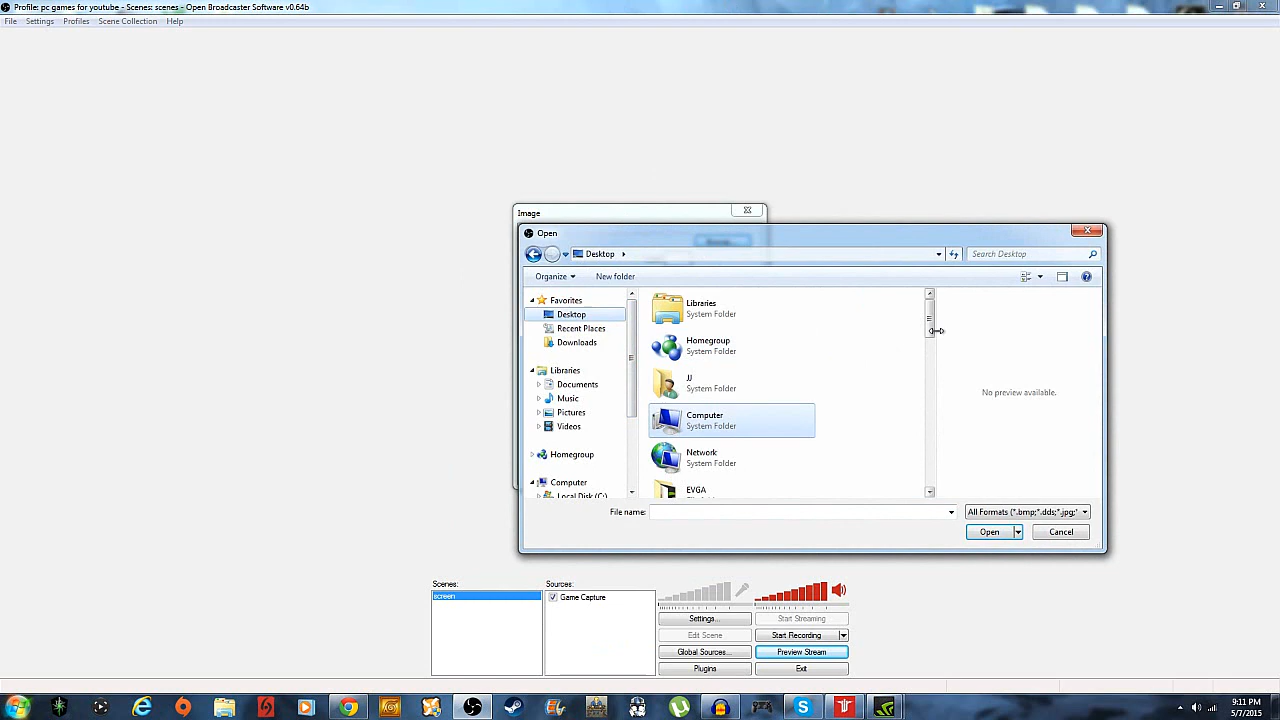 Profile: pc games for youtube - Scenes: scenes - Open Broadcaster Software v0.64b
File Settings Profiles Scene Collection Help
Image
Open
Desktop
Search Desktop
Organize
New folder
Favorites
Desktop
Recent Places
Downloads
Libraries
Documents
Music
Pictures
Videos
Homegroup
Computer
Local Disk (C:)
Libraries
System Folder
Homegroup
System Folder
JJ
System Folder
Computer
System Folder
Network
System Folder
EVGA
No preview available.
File name:
All Formats (*.bmp;*.dds;*.jpg;*
Open
Cancel
Scenes:
screen
Sources:
Game Capture
Settings...
Start Streaming
Edit Scene
Start Recording
Global Sources...
Preview Stream
Plugins
Exit
9:11 PM
5/7/2015